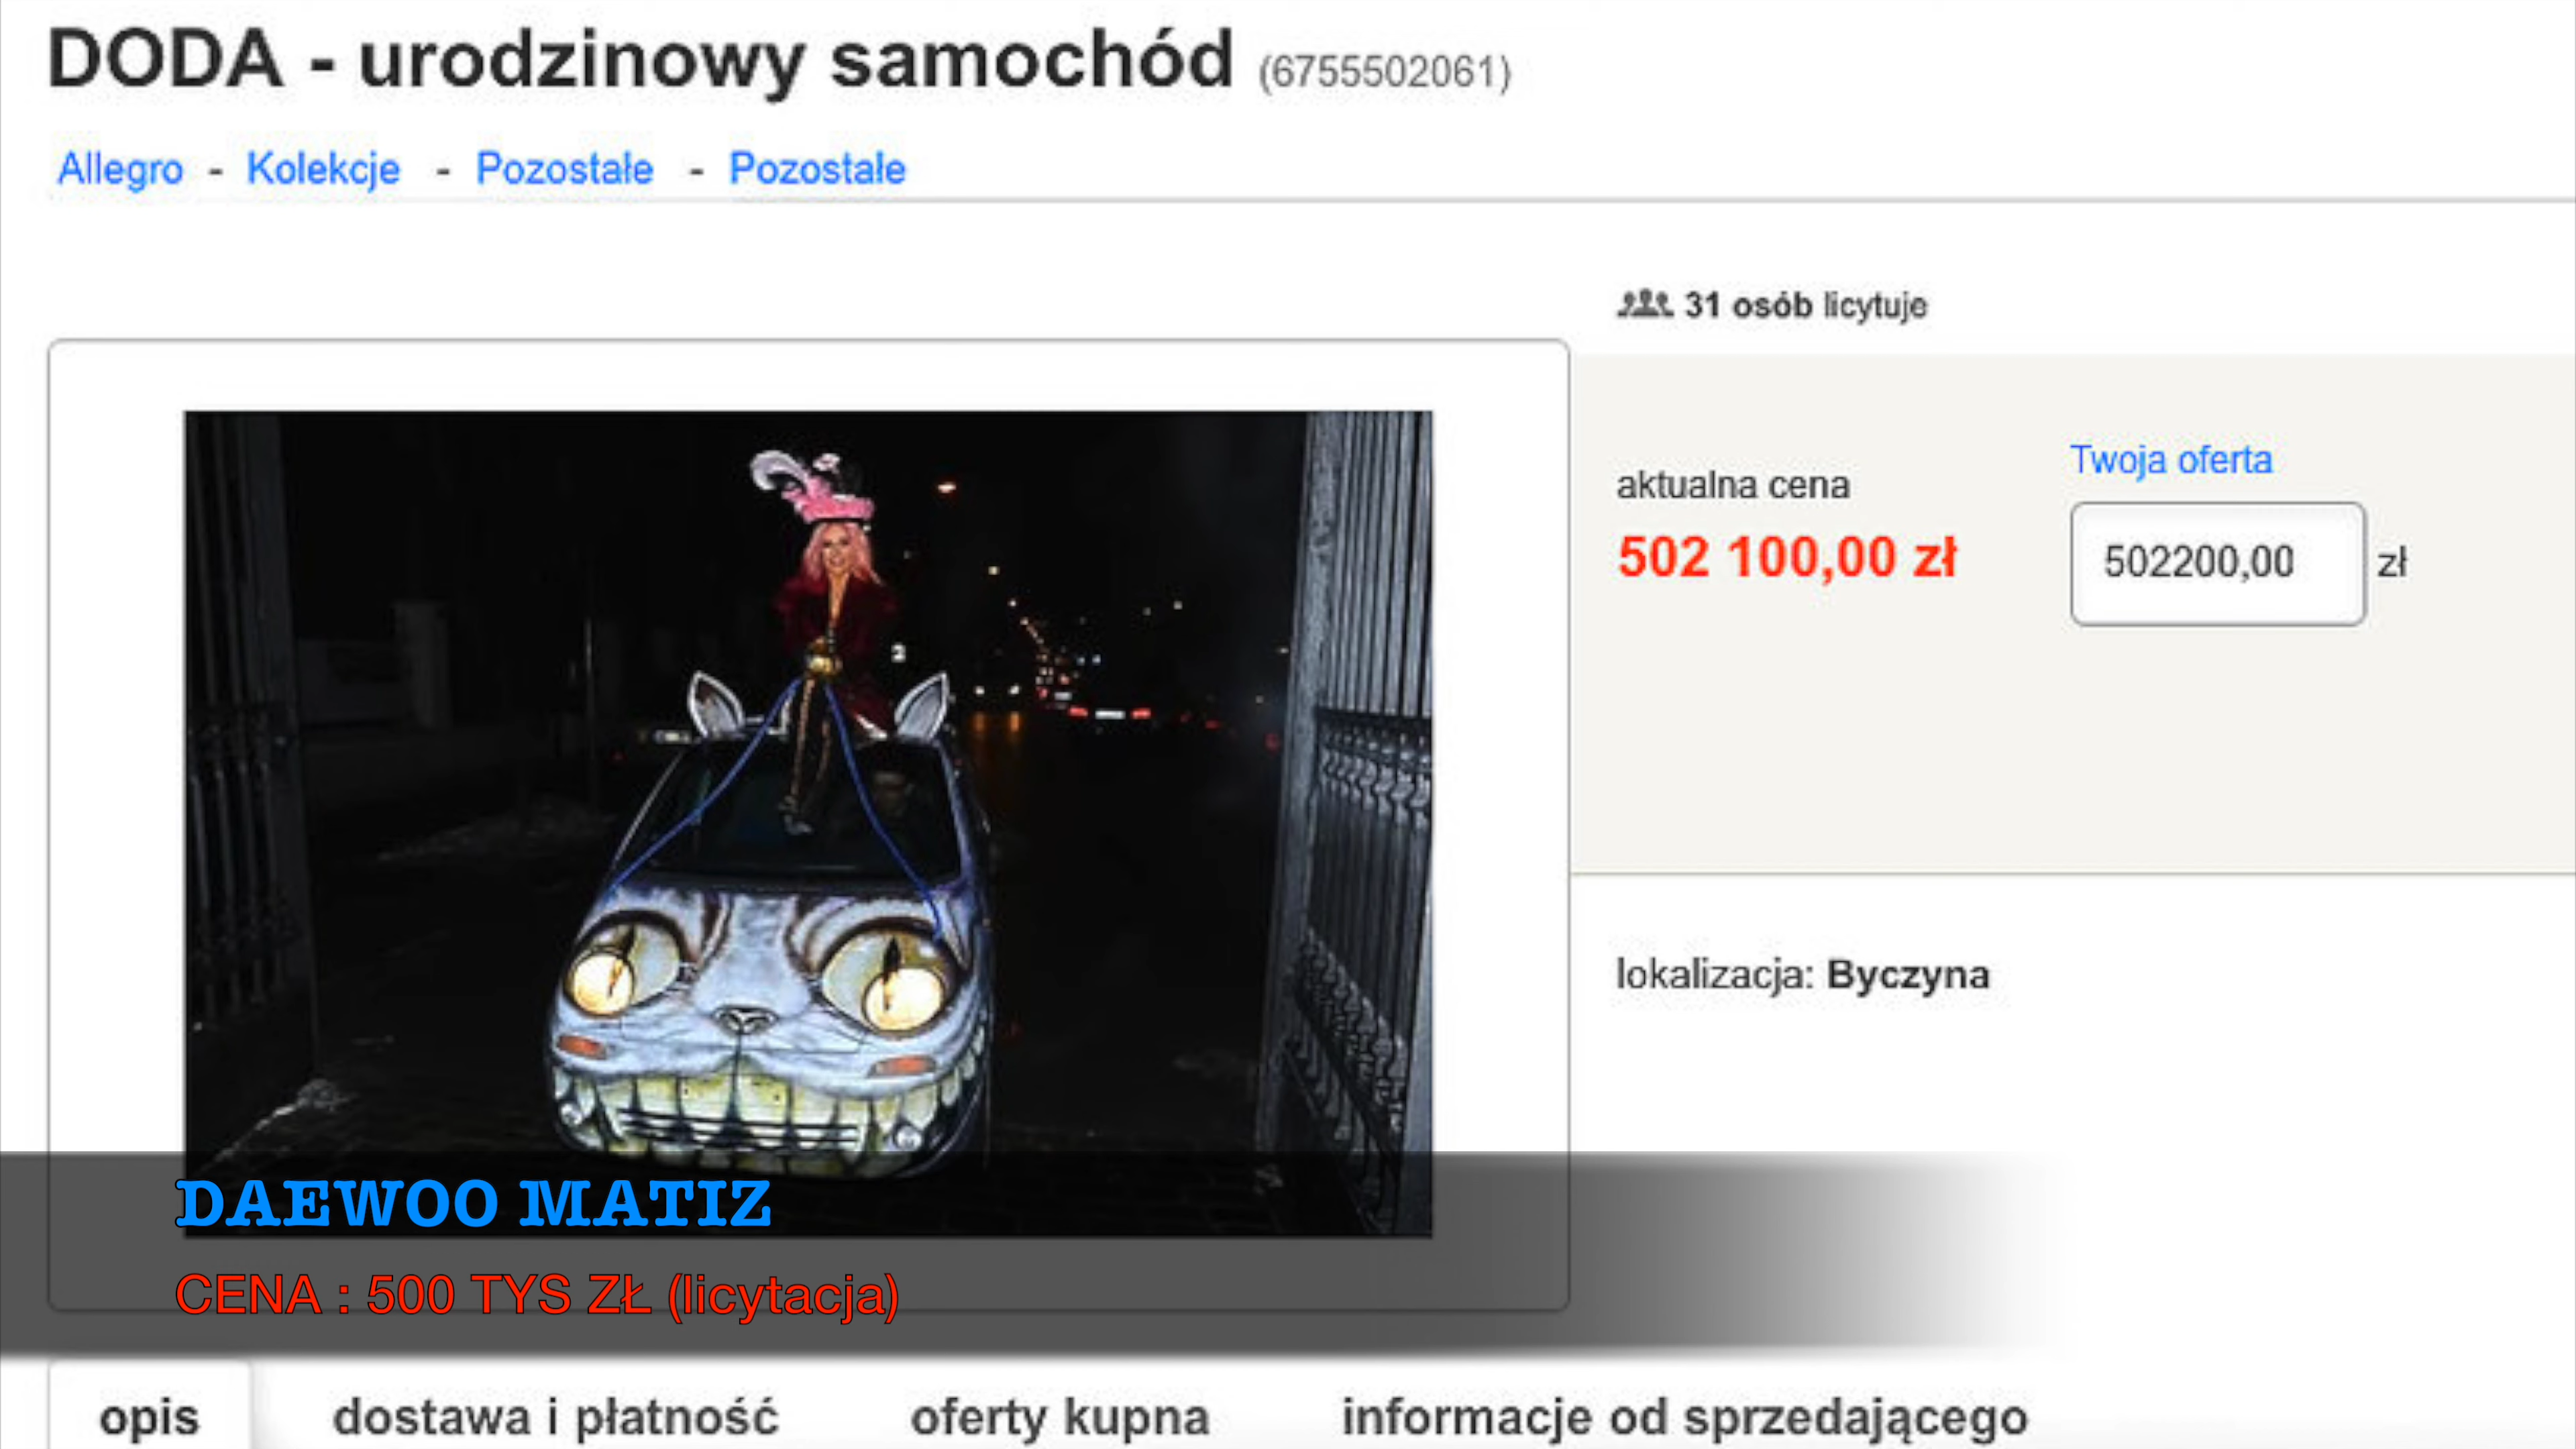 DODA - urodzinowy samochód (6755502061)
Allegro - Kolekcje - Pozostałe - Pozostałe
31 osób licytuje
aktualna cena
502 100,00 zł
Twoja oferta
502200,00 zł
lokalizacja: Byczyna
DAEWOO MATIZ
CENA : 500 TYS ZŁ (licytacja)
opis dostawa i płatność oferty kupna informacje od sprzedającego